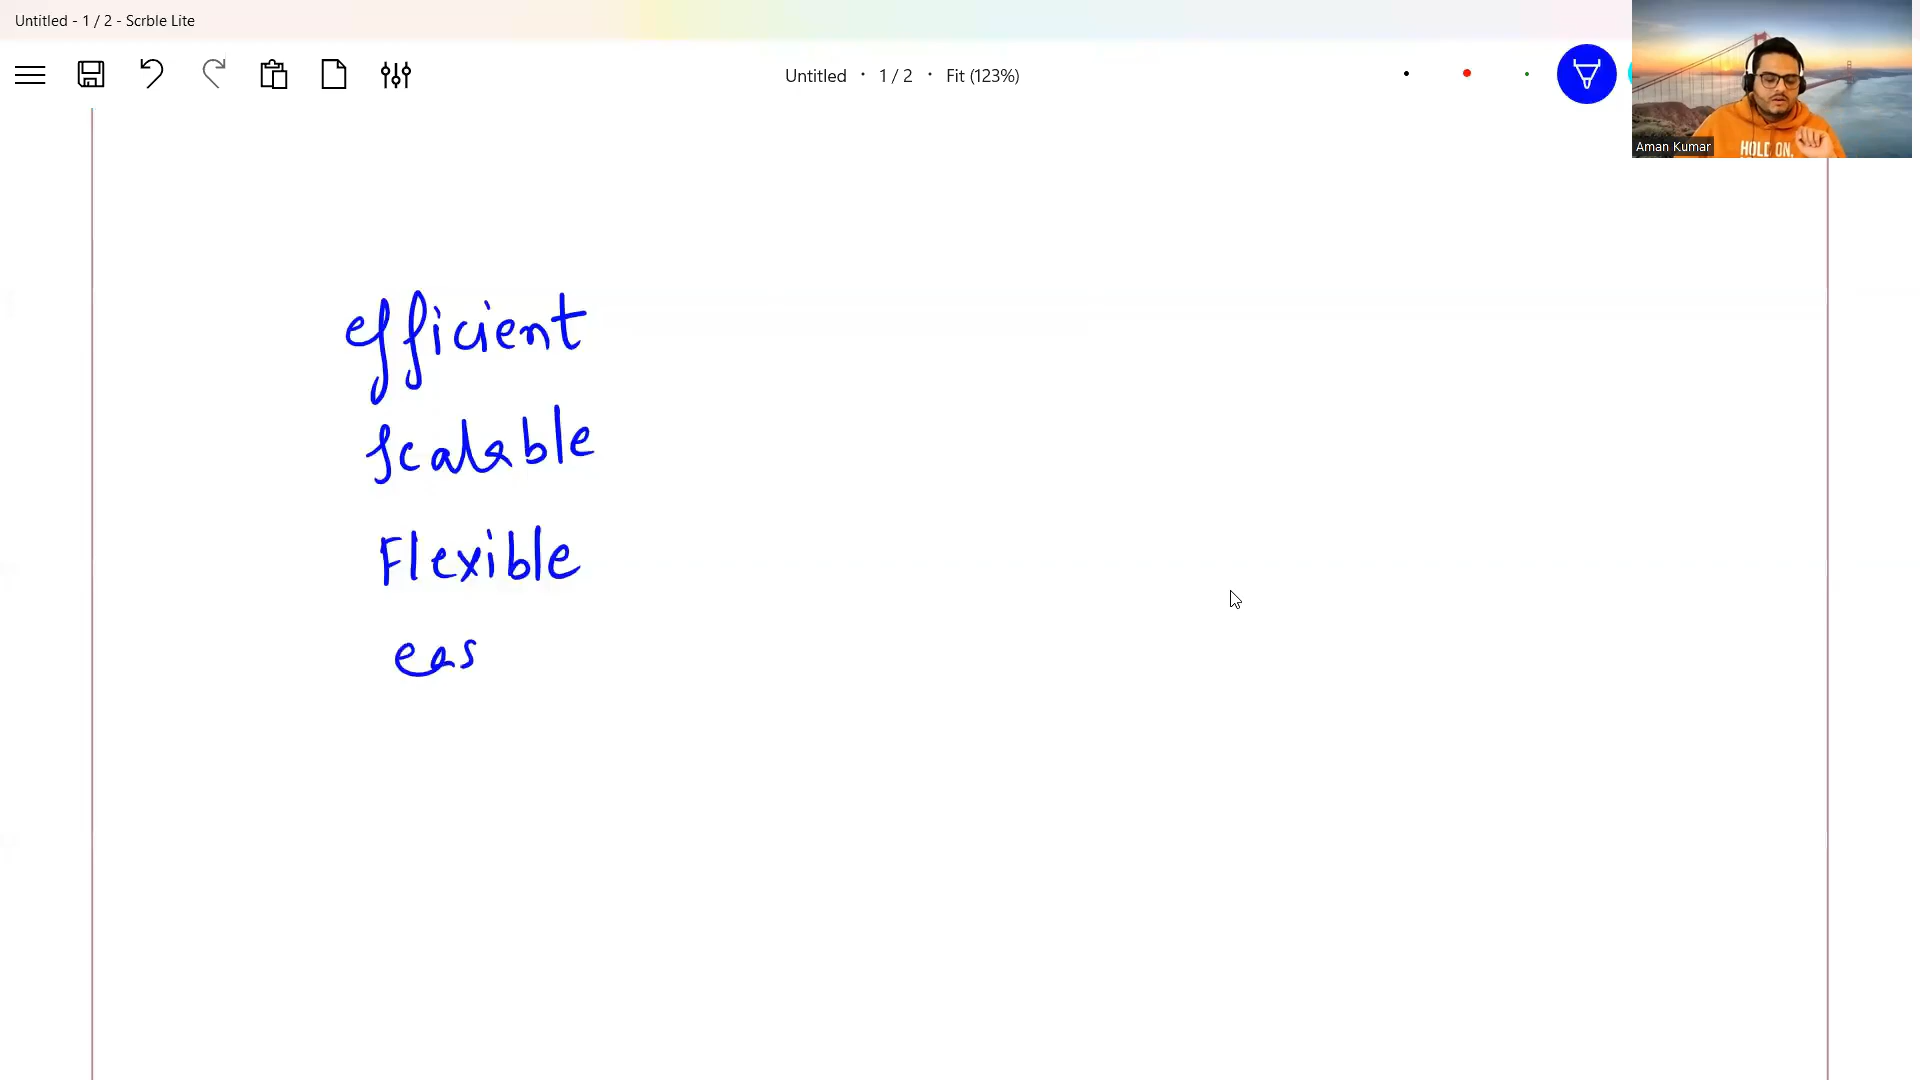 Untitled - 1 / 2 - Scrble Lite
Untitled • 1 / 2 • Fit (123%)
HOLD ON.
Aman Kumar
efficient
scalable
Flexible
eas